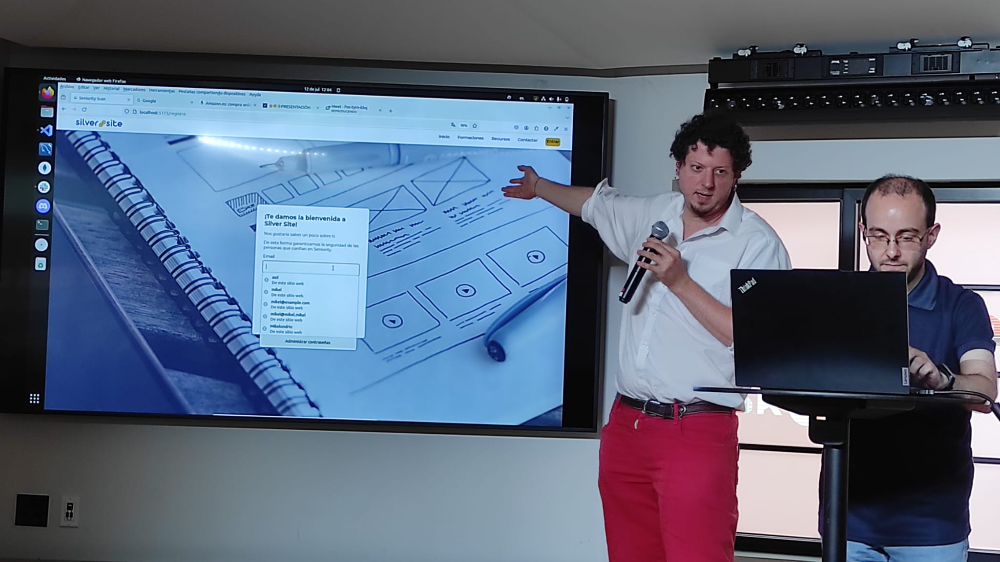 Actividades
Navegador web Firefox
12 de jul 12:04
es
Archivo Editar Ver Historial Marcadores Herramientas Pestañas compartiendo dispositivos Ayuda
Seniority Scan
Google
Amazon.es: compra onli
PRESENTACIÓN
Meet - fos-tym-kbq
REPRODUCIENDO
localhost:5173/registro
90%
silver site
Inicio Formaciones Recursos Contactar Entrar
¡Te damos la bienvenida a
Silver Site!
Nos gustaría saber un poco sobre ti.
De esta forma garantizamos la seguridad de las
personas que confían en Seniority.
Email
asd
De este sitio web
mikel
De este sitio web
mikel@example.com
De este sitio web
mikel@mikel.mikel
De este sitio web
Mikelondrio
De este sitio web
Administrar contraseñas
ThinkPad
Lenovo